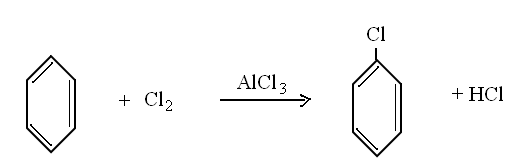 Cl
+ Cl₂ AlCl₃ + HCl